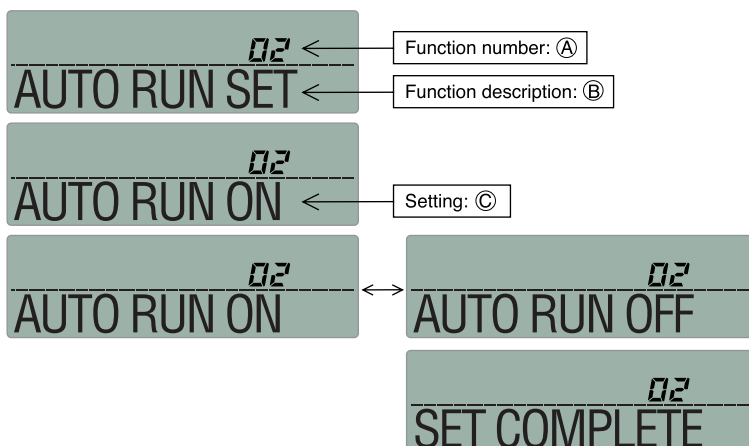 02
Function number: Ⓐ
AUTO RUN SET
Function description: Ⓑ
02
AUTO RUN ON
Setting: Ⓒ
02
AUTO RUN ON
02
AUTO RUN OFF
02
SET COMPLETE